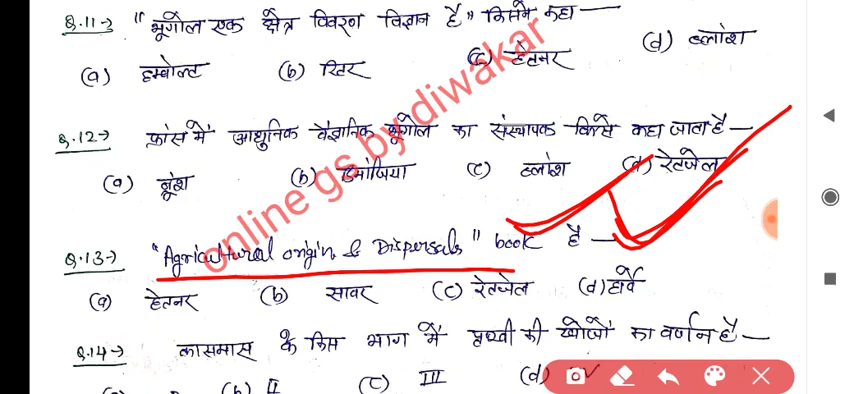 Q.11→ "भूगोल एक क्षेत्र विवरण विज्ञान है" किसने कहा —
(a) हम्बोल्ट (b) रिटर (c) हेटनर (d) ब्लांश
Q.12→ फ्रांस में आधुनिक वैज्ञानिक भूगोल का संस्थापक किसे कहा जाता है —
(a) ब्रूंश (b) डिमांजिया (c) ब्लांश (d) रेटजेल
Q.13→ "Agricultural origin & Dispersals" book है —
(a) हेटनर (b) सावर (c) रेटजेल (d) हार्वे
Q.14→ कासमास के किस भाग में पृथ्वी की खोजों का वर्णन है —
(b) II (c) III (d)
online gs by diwakar